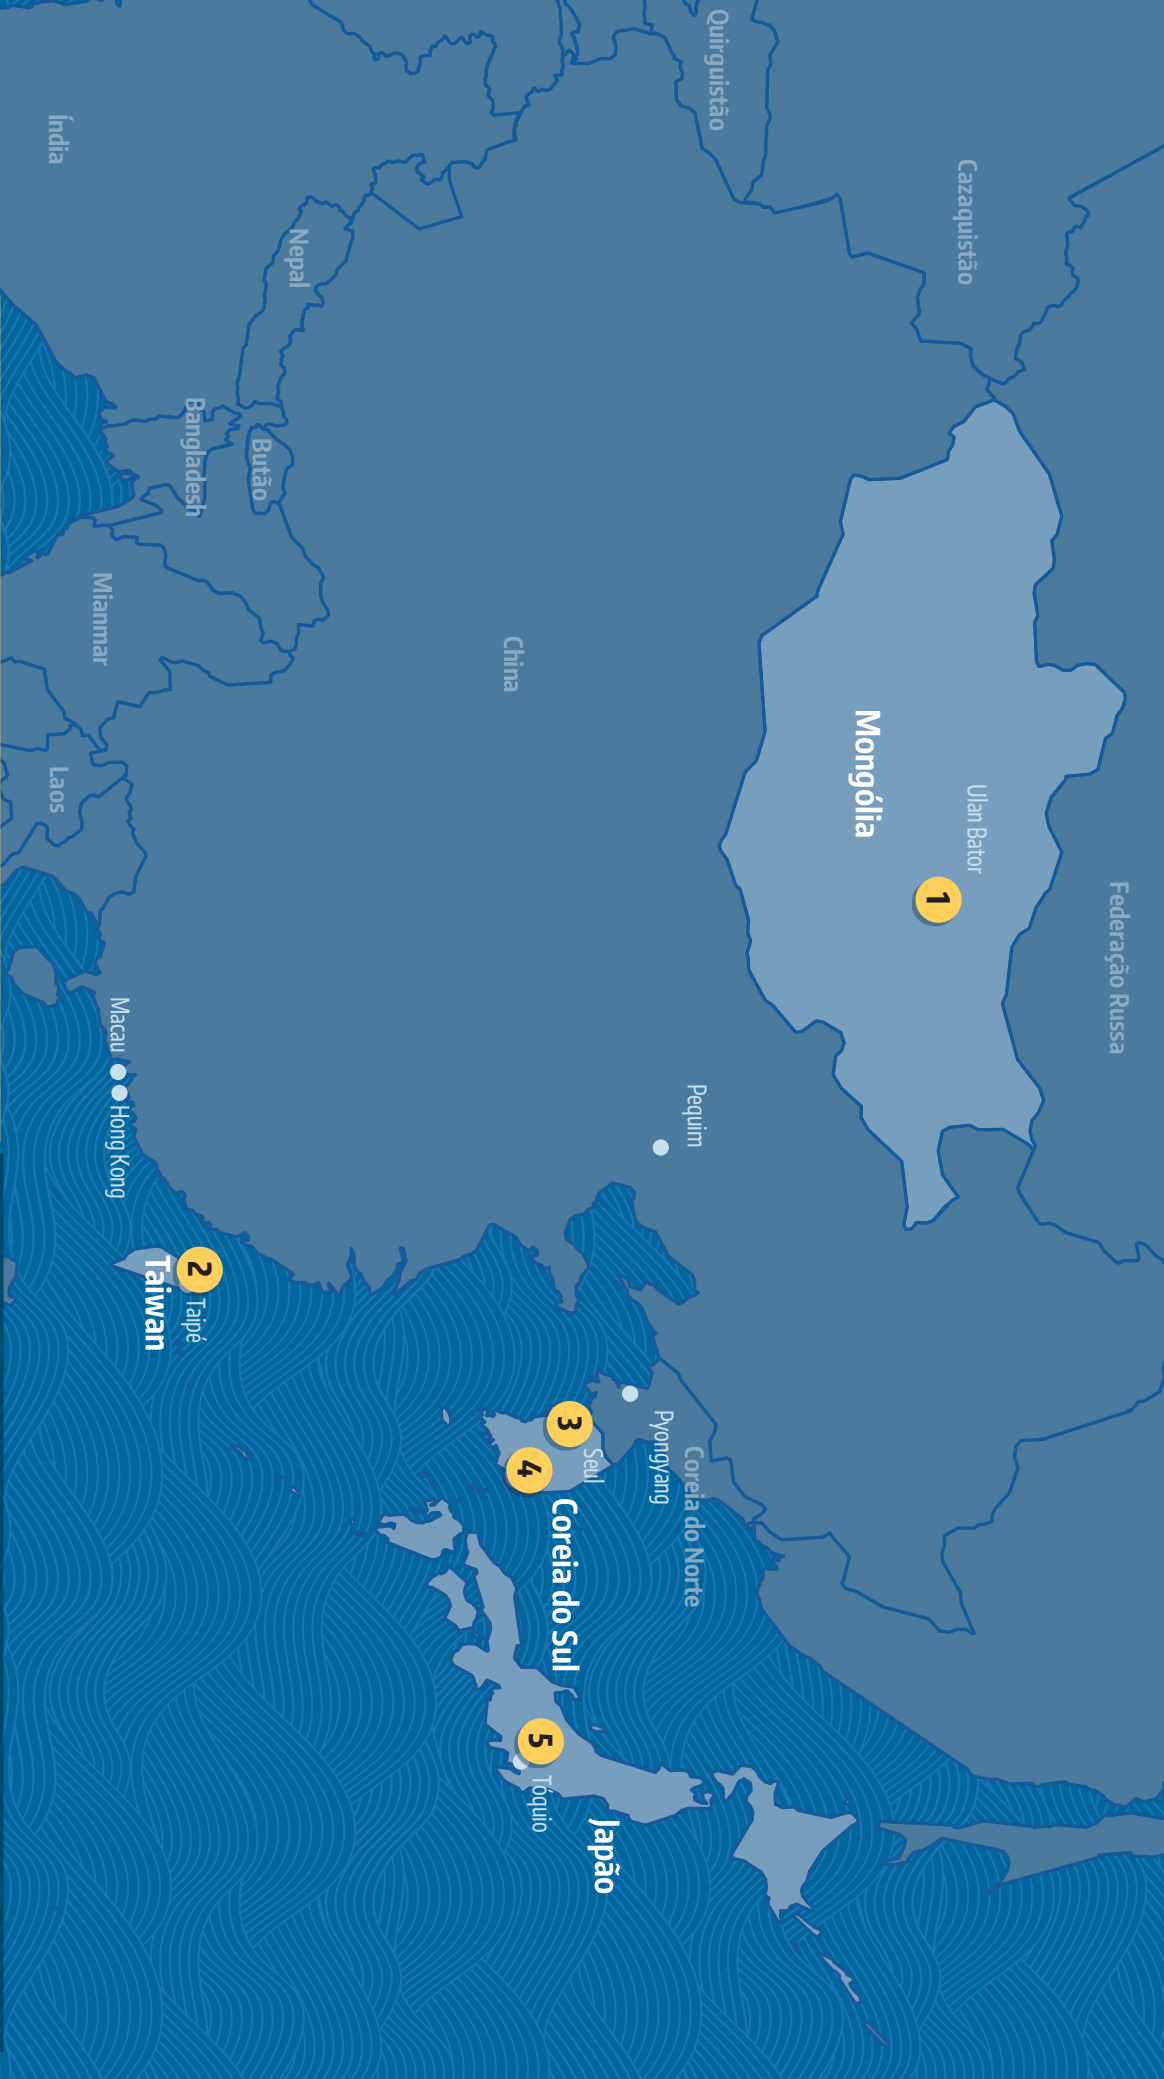 Federação Russa
Cazaquistão
Ulan Bator
1
Mongólia
Quirguistão
Pequim
Coreia do Norte
Pyongyang
China
Seul
3
Coreia do Sul
4
Japão
5
Tóquio
Nepal
Butão
Bangladesh
2
Taipé
Taiwan
Macau
Hong Kong
Mianmar
Índia
Laos